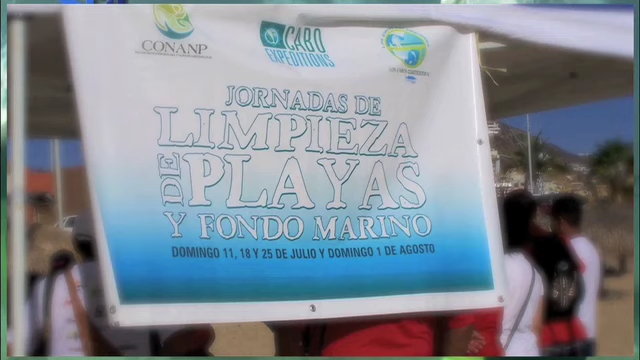 CONANP
CABO
EXPEDITIONS
JORNADAS DE
LIMPIEZA
DE PLAYAS
Y FONDO MARINO
DOMINGO 11, 18 Y 25 DE JULIO Y DOMINGO 1 DE AGOSTO